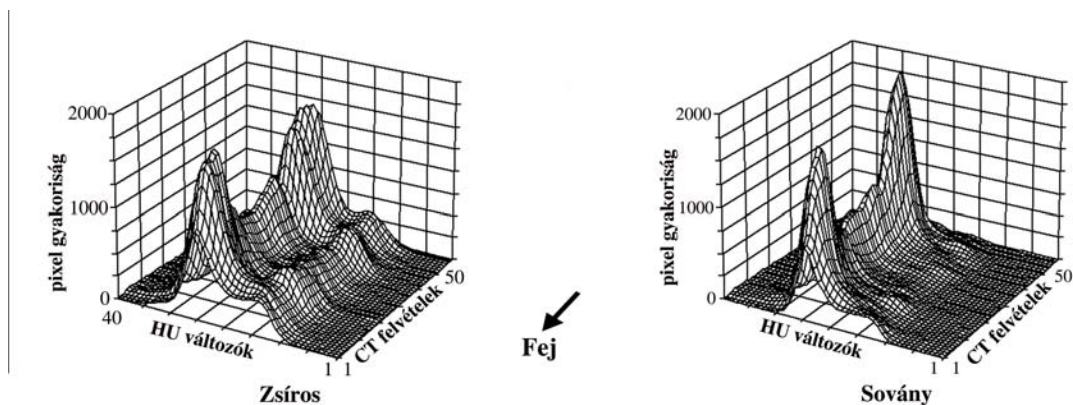 2000
1000
0
pixel gyakoriság
40
HU változók
1
1
CT felvételek
50
Zsíros
Fej
2000
1000
0
pixel gyakoriság
HU változók
1
1
CT felvételek
50
Sovány